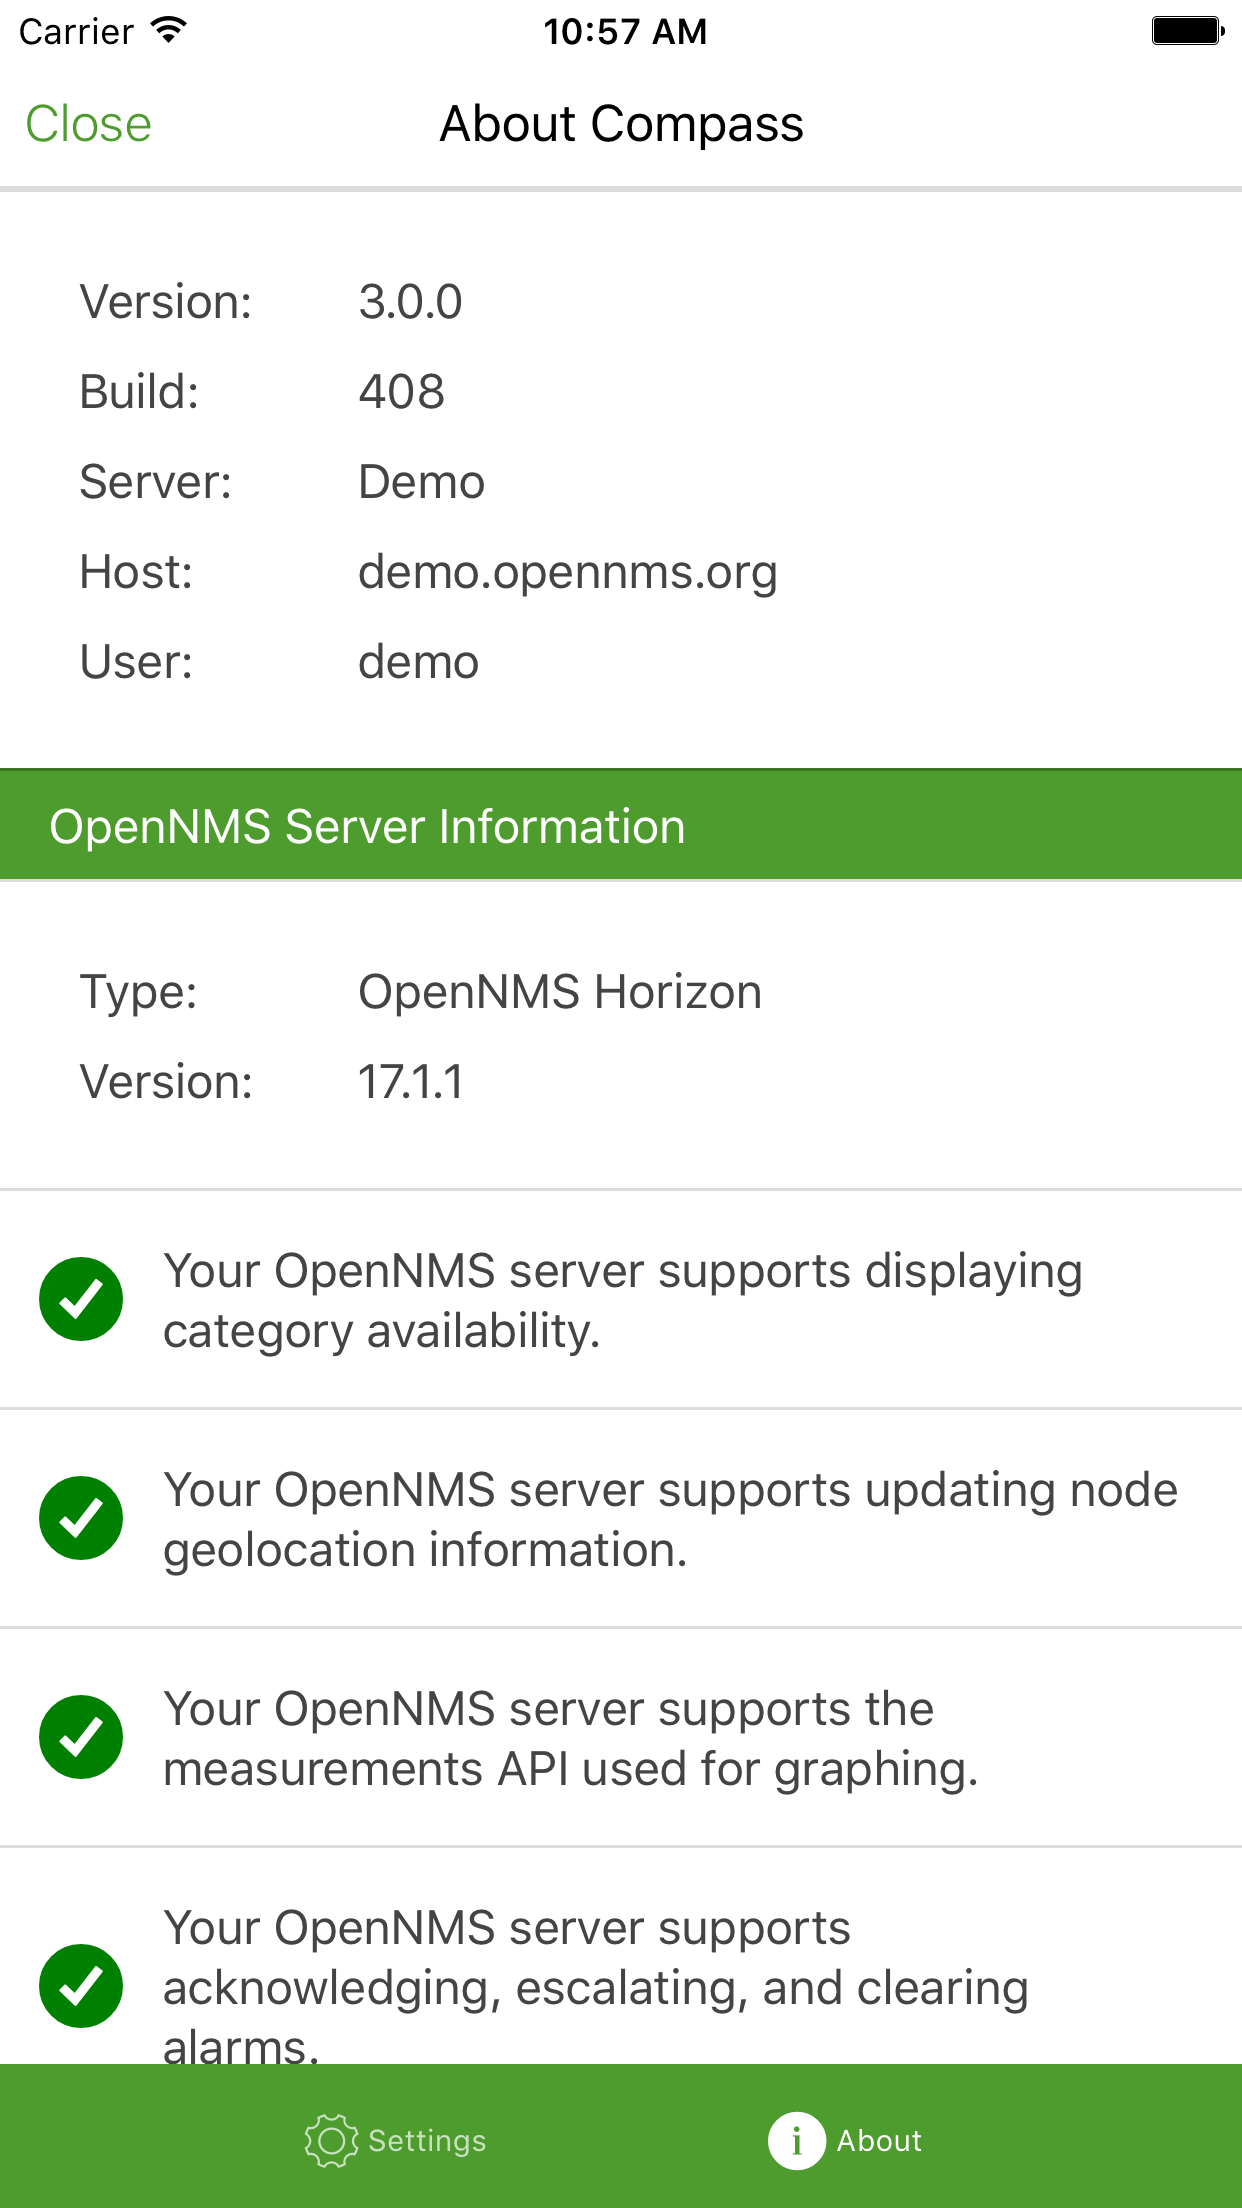 Carrier 10:57 AM
Close About Compass
Version: 3.0.0
Build: 408
Server: Demo
Host: demo.opennms.org
User: demo
OpenNMS Server Information
Type: OpenNMS Horizon
Version: 17.1.1
Your OpenNMS server supports displaying
category availability.
Your OpenNMS server supports updating node
geolocation information.
Your OpenNMS server supports the
measurements API used for graphing.
Your OpenNMS server supports
acknowledging, escalating, and clearing
alarms.
Settings About